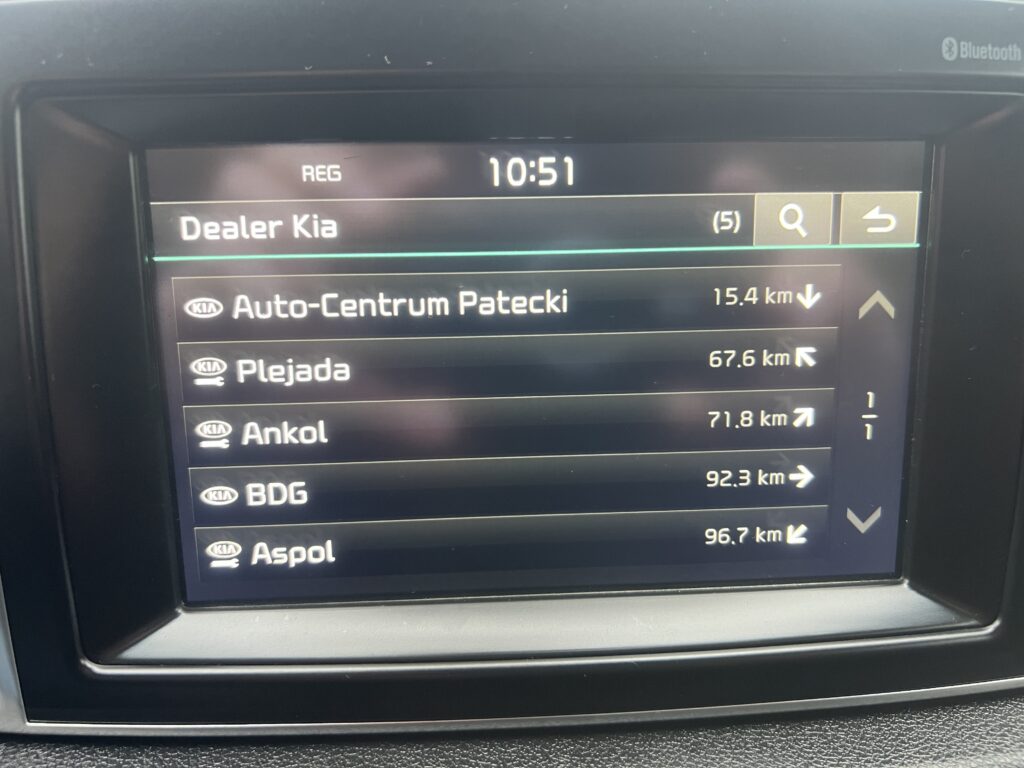 Bluetooth
REG 10:51
Dealer Kia (5)
KIA Auto-Centrum Patecki 15.4 km
KIA Plejada 67.6 km
KIA Ankol 71.8 km
1
1
KIA BDG 92.3 km
KIA Aspol 96.7 km